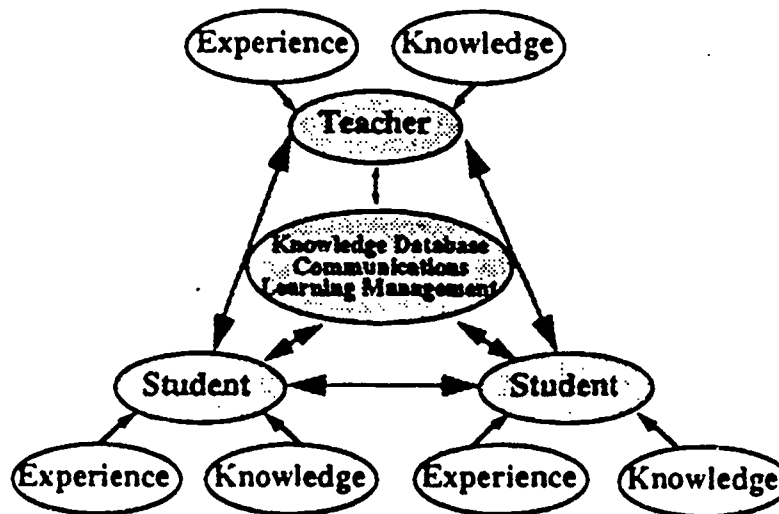 Experience Knowledge
Teacher
Knowledge Database
Communications
Learning Management
Student Student
Experience Knowledge Experience Knowledge